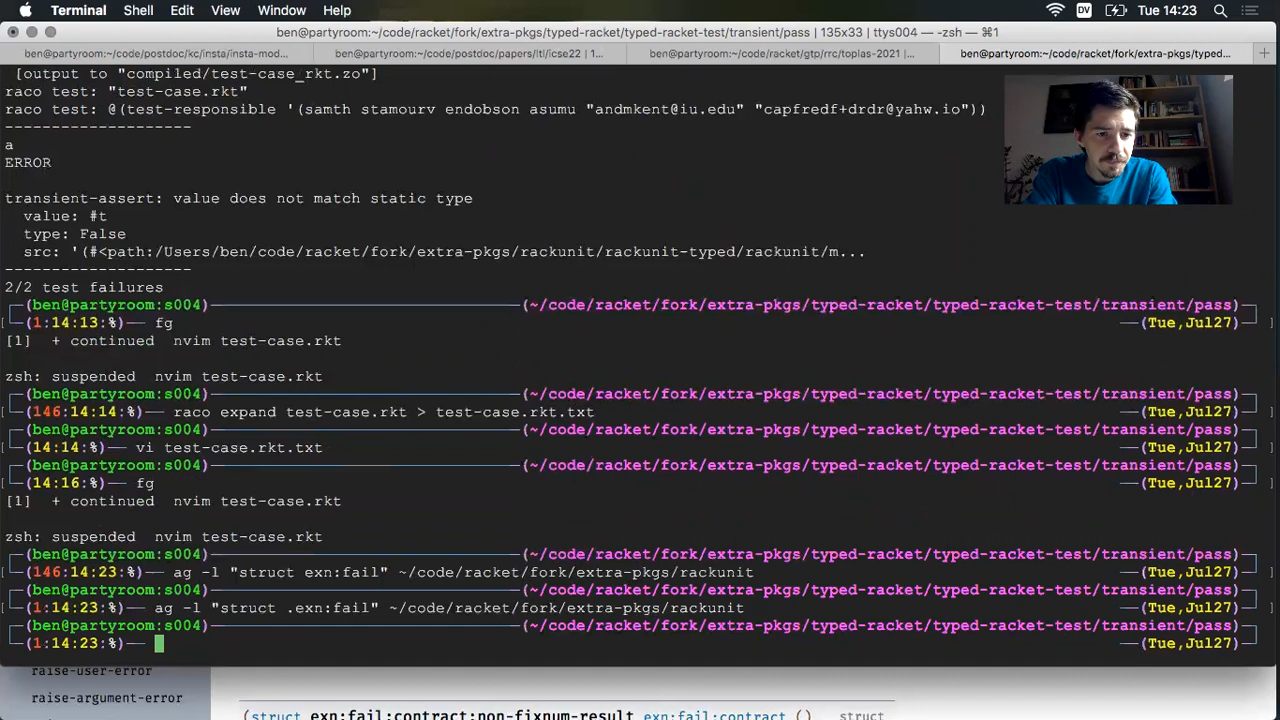 Terminal Shell Edit View Window Help DV Tue 14:23
ben@partyroom:~/code/racket/fork/extra-pkgs/typed-racket/typed-racket-test/transient/pass | 135x33 | ttys004 — -zsh — ⌘1
ben@partyroom:~/code/postdoc/kc/insta/insta-mod... ben@partyroom:~/code/postdoc/papers/ltl/icse22 | 1... ben@partyroom:~/code/racket/gtp/rrc/toplas-2021 |... ben@partyroom:~/code/racket/fork/extra-pkgs/typed... +
[output to "compiled/test-case_rkt.zo"]
raco test: "test-case.rkt"
raco test: @(test-responsible '(samth stamourv endobson asumu "andmkent@iu.edu" "capfredf+drdr@yahw.io"))
--------------------
a
ERROR
transient-assert: value does not match static type
value: #t
type: False
src: '(#<path:/Users/ben/code/racket/fork/extra-pkgs/rackunit/rackunit-typed/rackunit/m...
--------------------
2/2 test failures
(ben@partyroom:s004) (~/code/racket/fork/extra-pkgs/typed-racket/typed-racket-test/transient/pass)
(1:14:13:%)— fg —(Tue,Jul27)
[1] + continued nvim test-case.rkt
zsh: suspended nvim test-case.rkt
(ben@partyroom:s004) (~/code/racket/fork/extra-pkgs/typed-racket/typed-racket-test/transient/pass)
(146:14:14:%)— raco expand test-case.rkt > test-case.rkt.txt —(Tue,Jul27)
(ben@partyroom:s004) (~/code/racket/fork/extra-pkgs/typed-racket/typed-racket-test/transient/pass)
(14:14:%)— vi test-case.rkt.txt —(Tue,Jul27)
(ben@partyroom:s004) (~/code/racket/fork/extra-pkgs/typed-racket/typed-racket-test/transient/pass)
(14:16:%)— fg —(Tue,Jul27)
[1] + continued nvim test-case.rkt
zsh: suspended nvim test-case.rkt
(ben@partyroom:s004) (~/code/racket/fork/extra-pkgs/typed-racket/typed-racket-test/transient/pass)
(146:14:23:%)— ag -l "struct exn:fail" ~/code/racket/fork/extra-pkgs/rackunit —(Tue,Jul27)
(ben@partyroom:s004) (~/code/racket/fork/extra-pkgs/typed-racket/typed-racket-test/transient/pass)
(1:14:23:%)— ag -l "struct .exn:fail" ~/code/racket/fork/extra-pkgs/rackunit —(Tue,Jul27)
(ben@partyroom:s004) (~/code/racket/fork/extra-pkgs/typed-racket/typed-racket-test/transient/pass)
(1:14:23:%)— —(Tue,Jul27)
raise-user-error
raise-argument-error
(struct exn:fail:contract:non-fixnum-result exn:fail:contract () struct